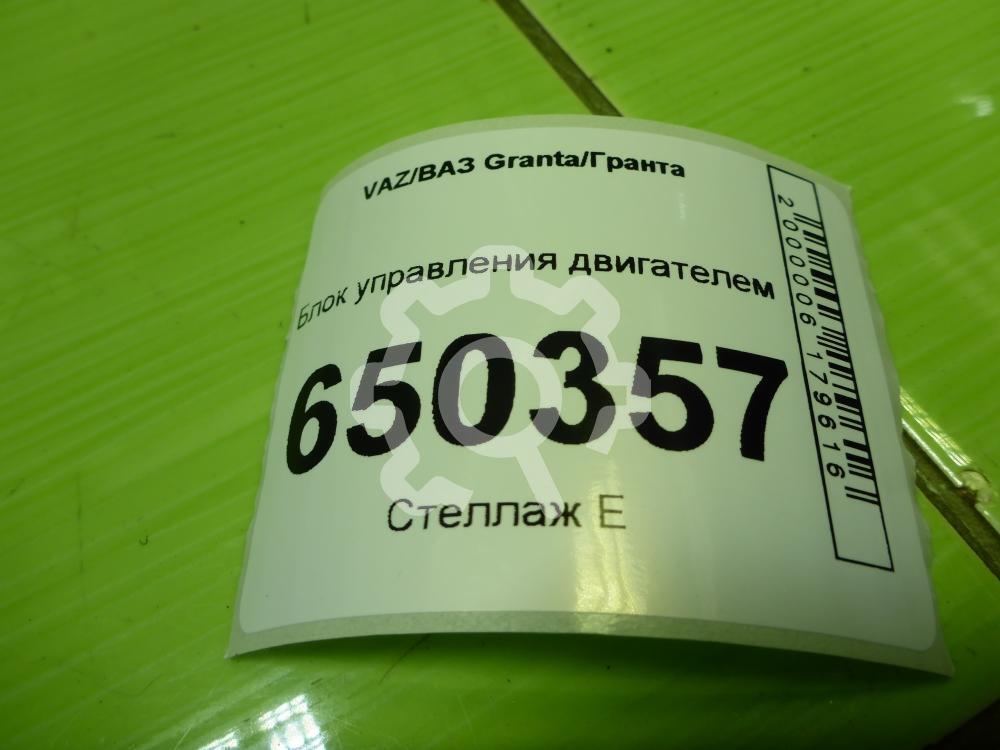 VAZ/ВАЗ Granta/Гранта
Блок управления двигателем
650357
Стеллаж Е
2000006179616